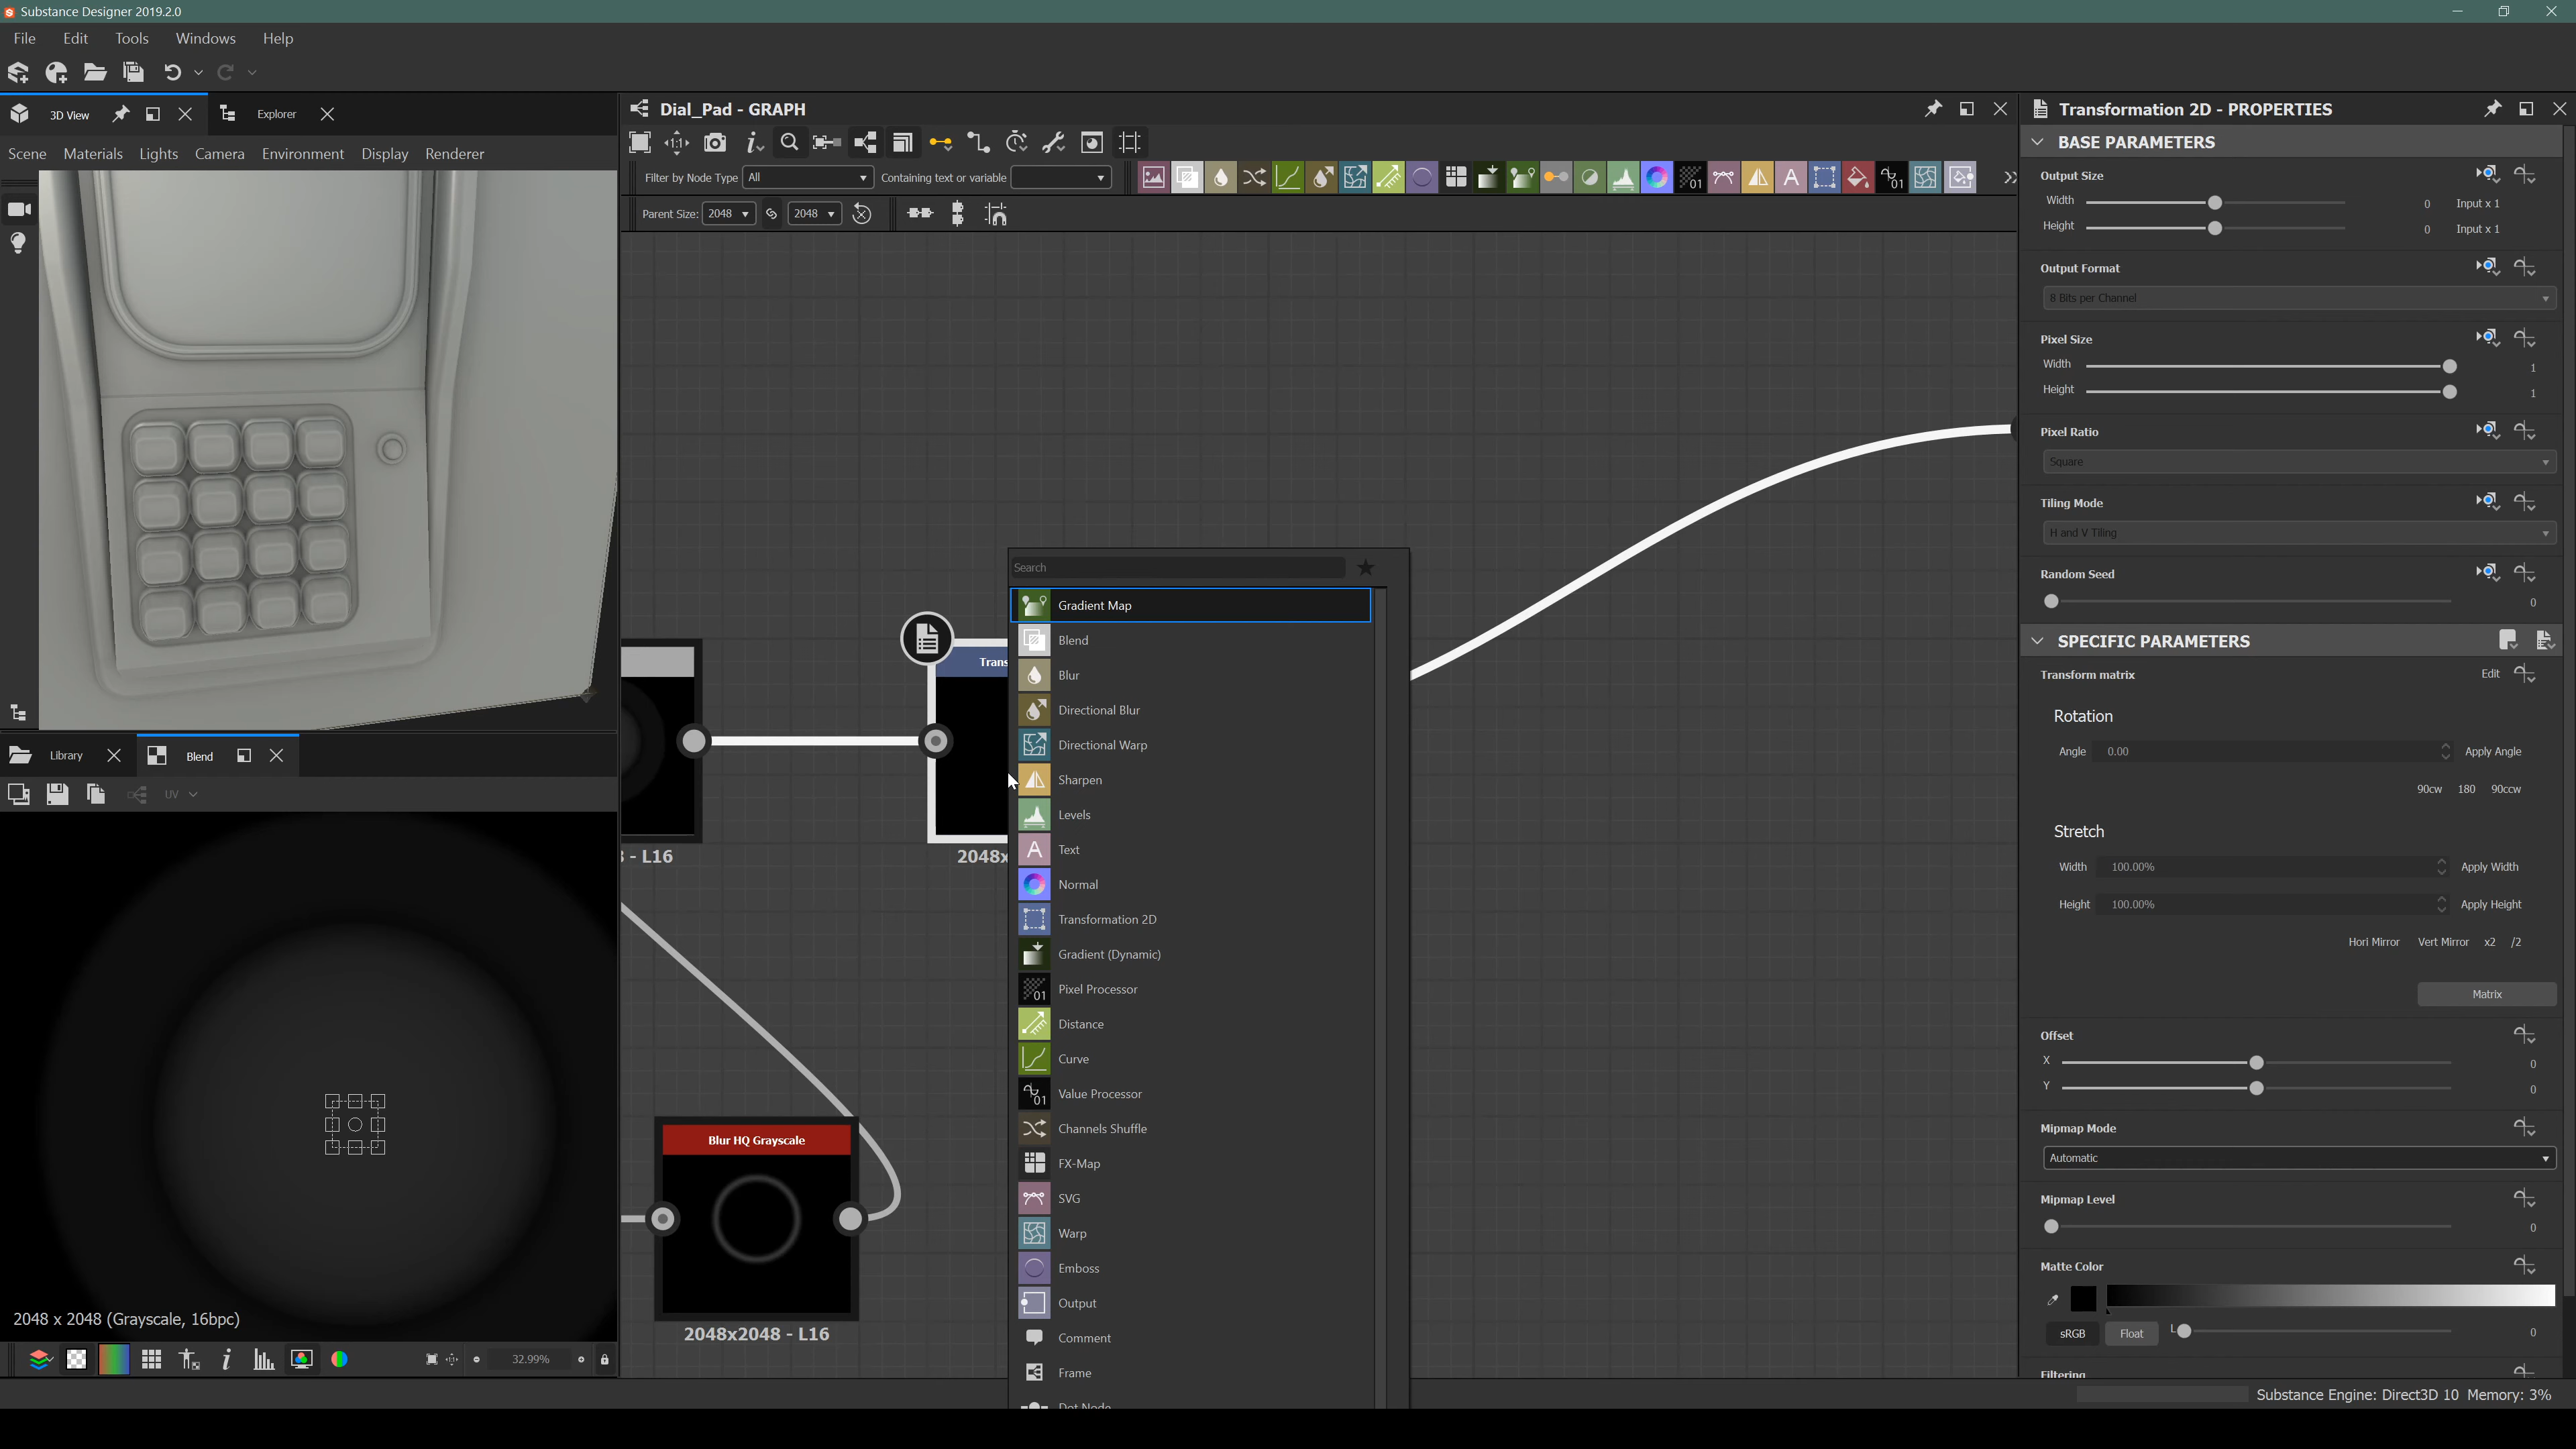 Substance Designer 2019.2.0
File Edit Tools Windows Help
3D View Explorer
Scene Materials Lights Camera Environment Display Renderer
Dial_Pad - GRAPH
Filter by Node Type All Containing text or variable
Parent Size: 2048 2048
Search
Gradient Map
Blend
Blur
Directional Blur
Directional Warp
Sharpen
Levels
Text
Normal
Transformation 2D
Gradient (Dynamic)
Pixel Processor
Distance
Curve
Value Processor
Channels Shuffle
FX-Map
SVG
Warp
Emboss
Output
Comment
Frame
Dot Node
Trans
- L16
2048x
Blur HQ Grayscale
2048x2048 - L16
Library Blend
UV
2048 x 2048 (Grayscale, 16bpc)
32.99%
Transformation 2D - PROPERTIES
BASE PARAMETERS
Output Size
Width 0 Input x 1
Height 0 Input x 1
Output Format
8 Bits per Channel
Pixel Size
Width 1
Height 1
Pixel Ratio
Square
Tiling Mode
H and V Tiling
Random Seed
0
SPECIFIC PARAMETERS
Transform matrix Edit
Rotation
Angle 0.00 Apply Angle
90cw 180 90ccw
Stretch
Width 100.00% Apply Width
Height 100.00% Apply Height
Hori Mirror Vert Mirror x2 /2
Matrix
Offset
X 0
Y 0
Mipmap Mode
Automatic
Mipmap Level
0
Matte Color
sRGB Float L 0
Filtering
Substance Engine: Direct3D 10 Memory: 3%